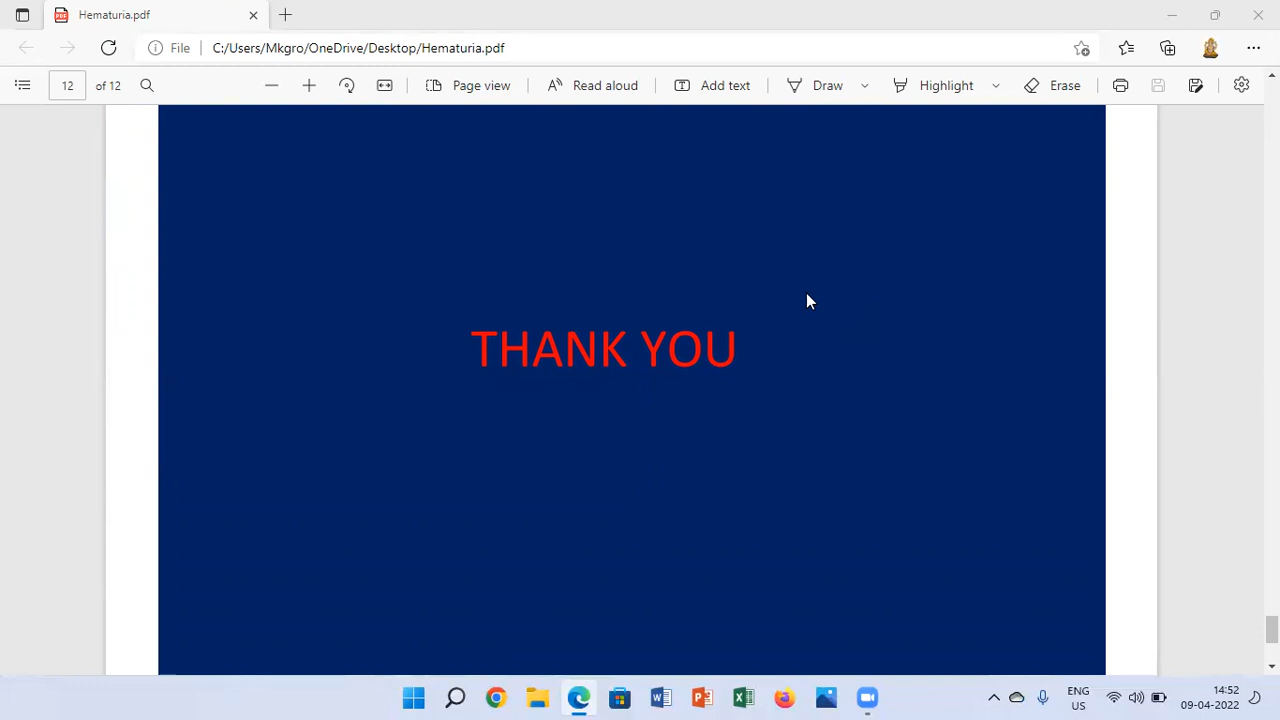 Hematuria.pdf
File
C:/Users/Mkgro/OneDrive/Desktop/Hematuria.pdf
12 of 12
Page view
Read aloud
Add text
Draw
Highlight
Erase
THANK YOU
ENG
US
14:52
09-04-2022